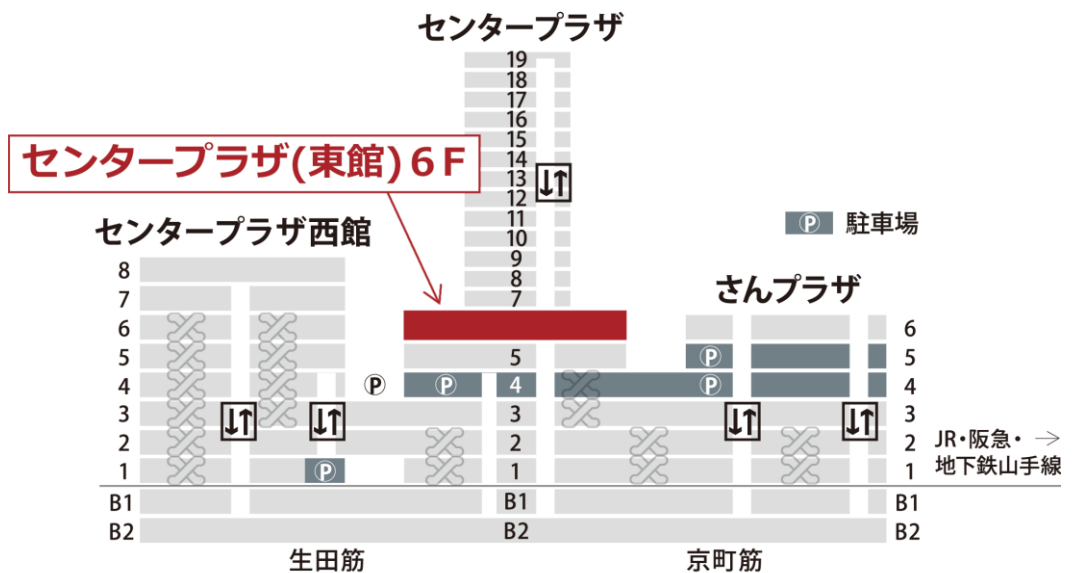 センタープラザ
19
18
17
16
15
14
13
12
11
10
9
8
7
5
4
3
2
1
B1
B2
センタープラザ(東館)6F
センタープラザ西館
8
7
6
5
4
3
2
1
B1
B2
P
P
P
P 駐車場
さんプラザ
P
P
6
5
4
3
2
1
B1
B2
JR・阪急・→
地下鉄山手線
生田筋
京町筋